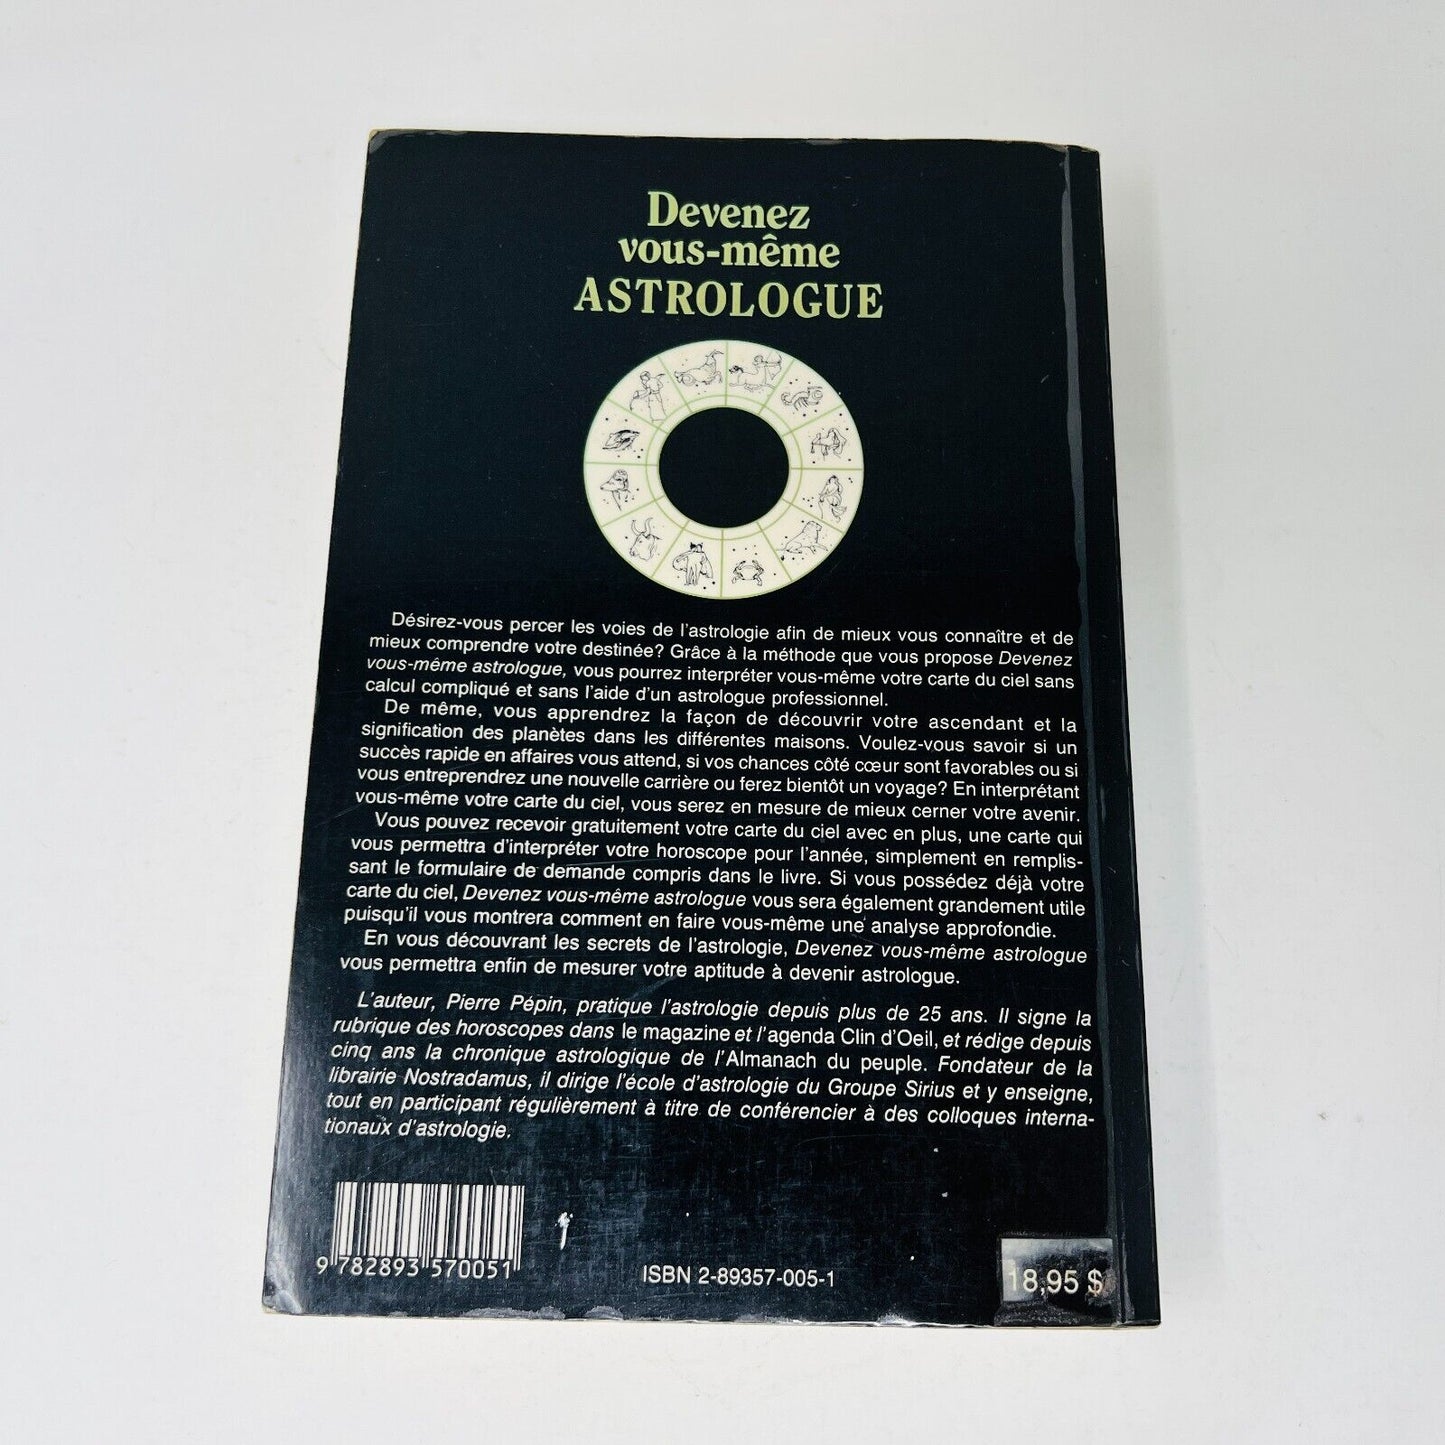 Devenez
vous-même
ASTROLOGUE
Désirez-vous percer les voies de l'astrologie afin de mieux vous connaître et de
mieux comprendre votre destinée? Grâce à la méthode que vous propose Devenez
vous-même astrologue, vous pourrez interpréter vous-même votre carte du ciel sans
calcul compliqué et sans l'aide d'un astrologue professionnel.
De même, vous apprendrez la façon de découvrir votre ascendant et la
signification des planètes dans les différentes maisons. Voulez-vous savoir si un
succès rapide en affaires vous attend, si vos chances côté cœur sont favorables ou si
vous entreprendrez une nouvelle carrière ou ferez bientôt un voyage? En interprétant
vous-même votre carte du ciel, vous serez en mesure de mieux cerner votre avenir.
Vous pouvez recevoir gratuitement votre carte du ciel avec en plus, une carte qui
vous permettra d'interpréter votre horoscope pour l'année, simplement en remplis-
sant le formulaire de demande compris dans le livre. Si vous possédez déjà votre
carte du ciel, Devenez vous-même astrologue vous sera également grandement utile
puisqu'il vous montrera comment en faire vous-même une analyse approfondie.
En vous découvrant les secrets de l'astrologie, Devenez vous-même astrologue
vous permettra enfin de mesurer votre aptitude à devenir astrologue.
L'auteur, Pierre Pépin, pratique l'astrologie depuis plus de 25 ans. Il signe la
rubrique des horoscopes dans le magazine et l'agenda Clin d'Oeil, et rédige depuis
cinq ans la chronique astrologique de l'Almanach du peuple. Fondateur de la
librairie Nostradamus, il dirige l'école d'astrologie du Groupe Sirius et y enseigne,
tout en participant régulièrement à titre de conférencier à des colloques interna-
tionaux d'astrologie.
9 782893 570051
ISBN 2-89357-005-1
18,95 $